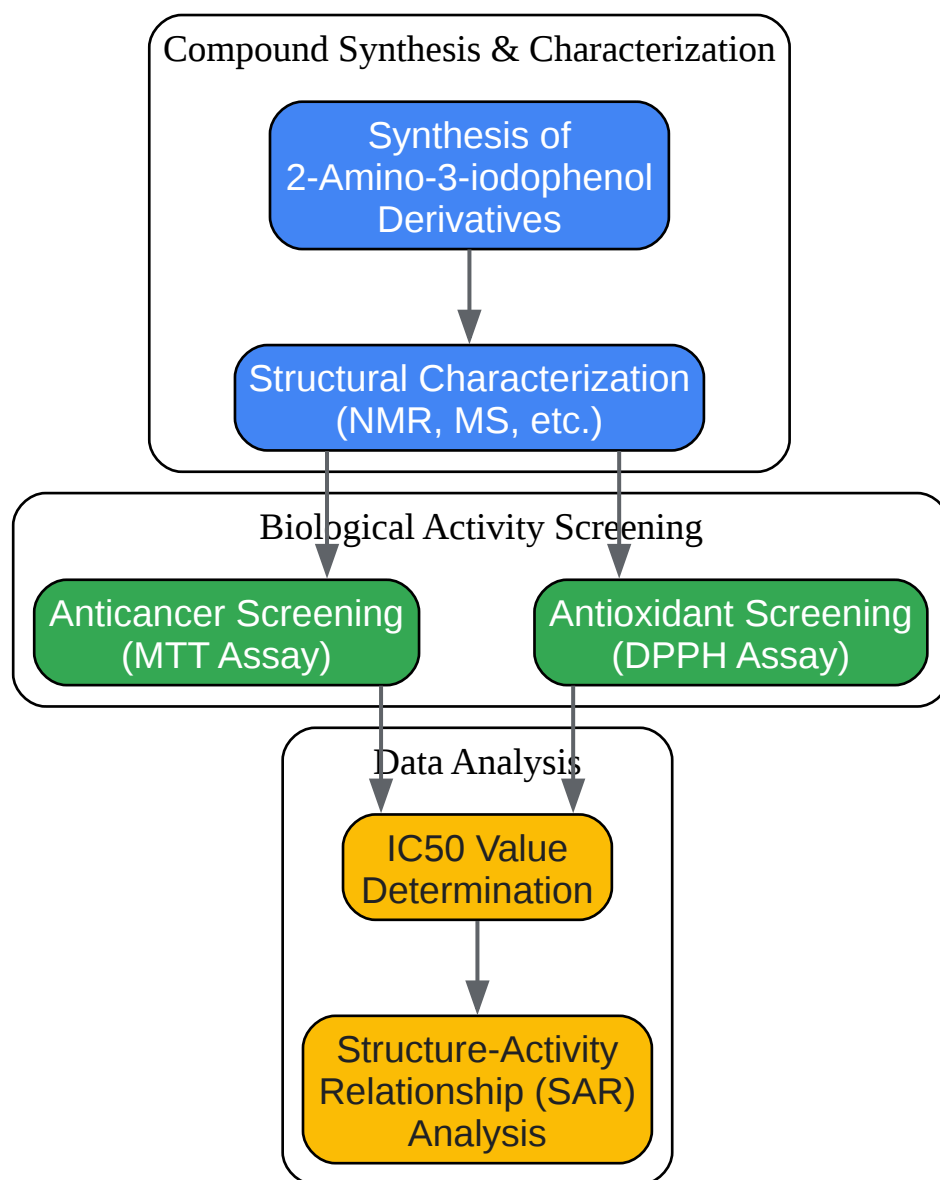 Compound Synthesis & Characterization
Synthesis of
2-Amino-3-iodophenol
Derivatives
Structural Characterization
(NMR, MS, etc.)
Biological Activity Screening
Anticancer Screening
(MTT Assay)
Antioxidant Screening
(DPPH Assay)
Data Analysis
IC50 Value
Determination
Structure-Activity
Relationship (SAR)
Analysis